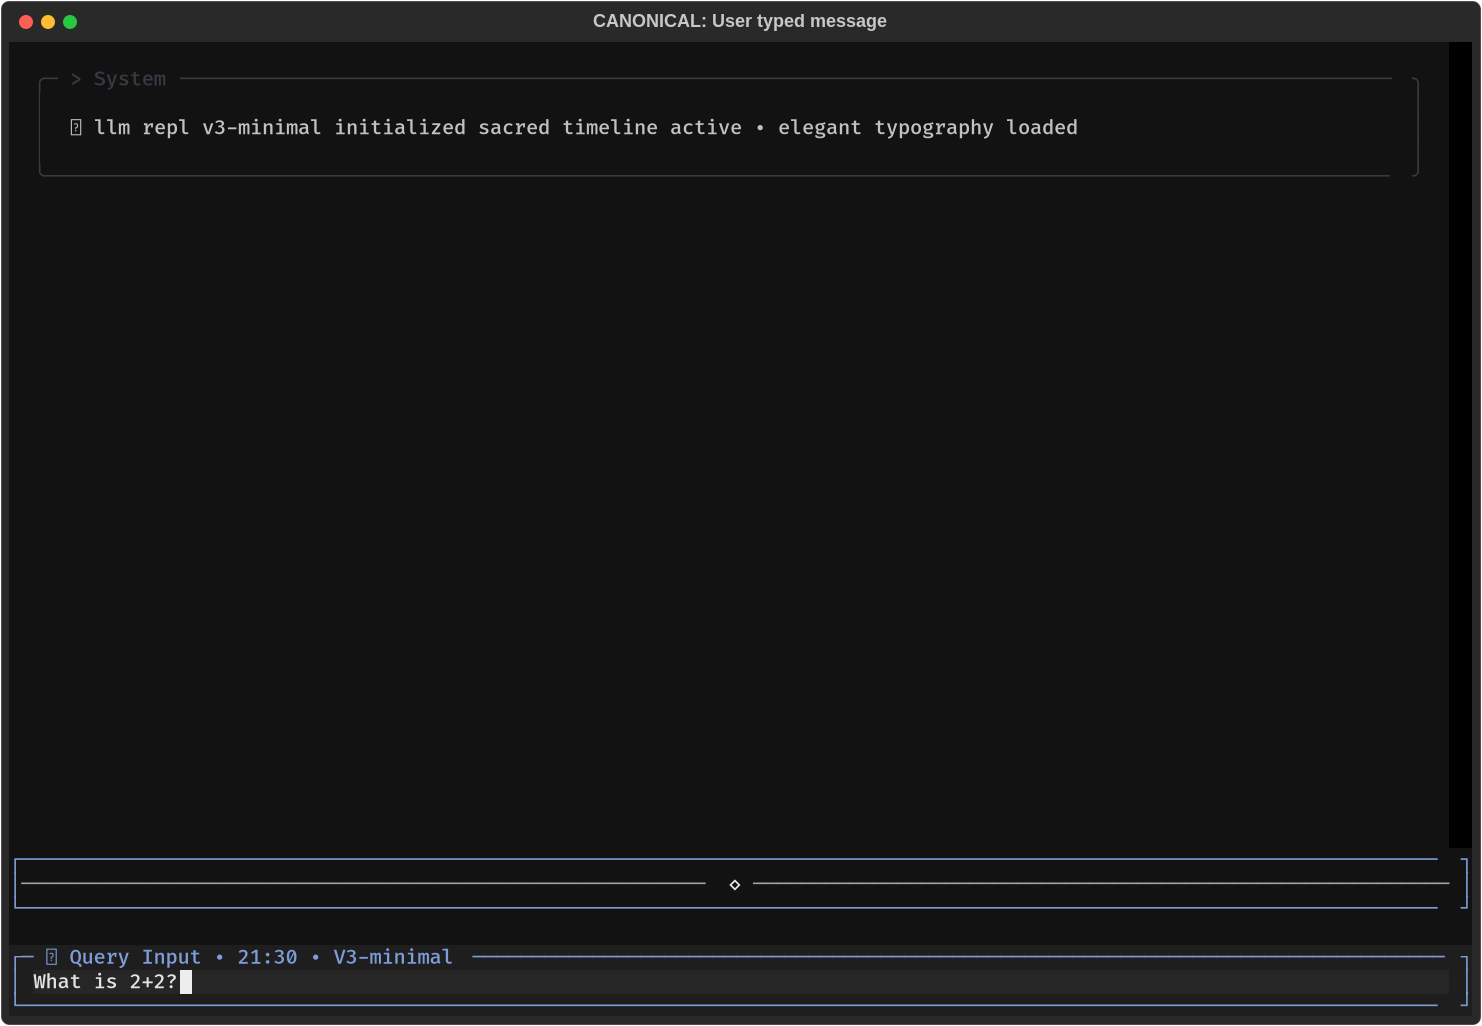 CANONICAL: User typed message
> System
llm repl v3-minimal initialized sacred timeline active • elegant typography loaded
Query Input • 21:30 • V3-minimal
What is 2+2?